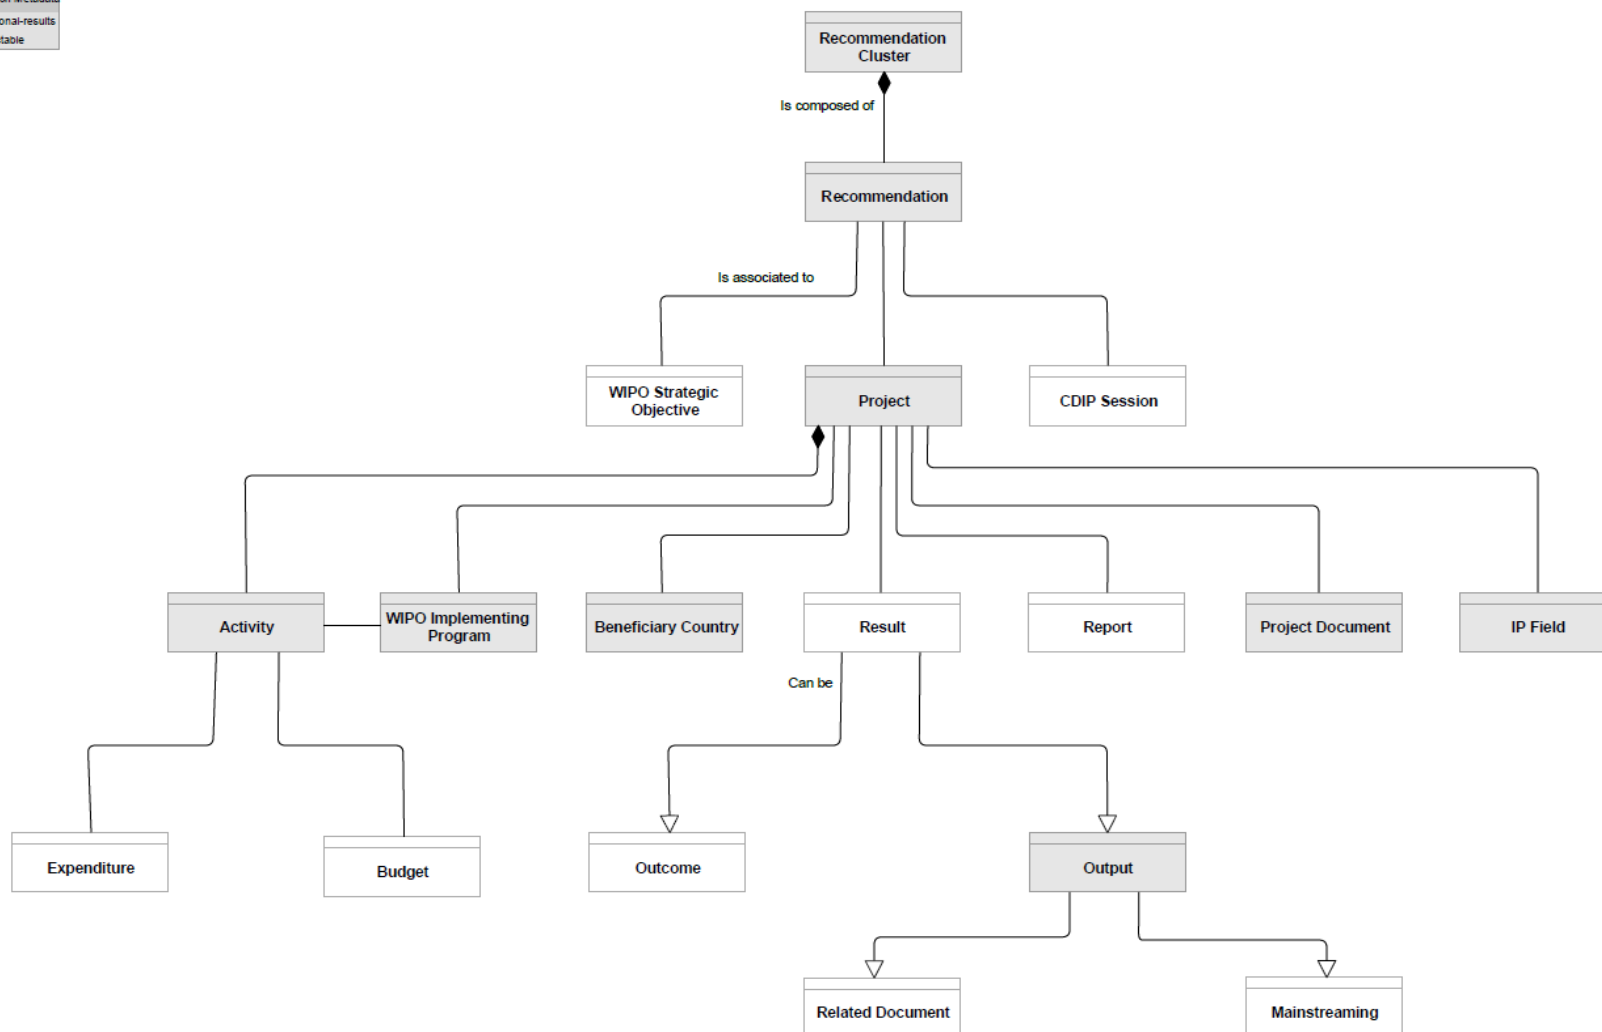 onal-results
table
Recommendation
Cluster
Is composed of
Recommendation
Is associated to
WIPO Strategic
Objective
Project
CDIP Session
Activity
WIPO Implementing
Program
Beneficiary Country
Result
Report
Project Document
IP Field
Can be
Expenditure
Budget
Outcome
Output
Related Document
Mainstreaming